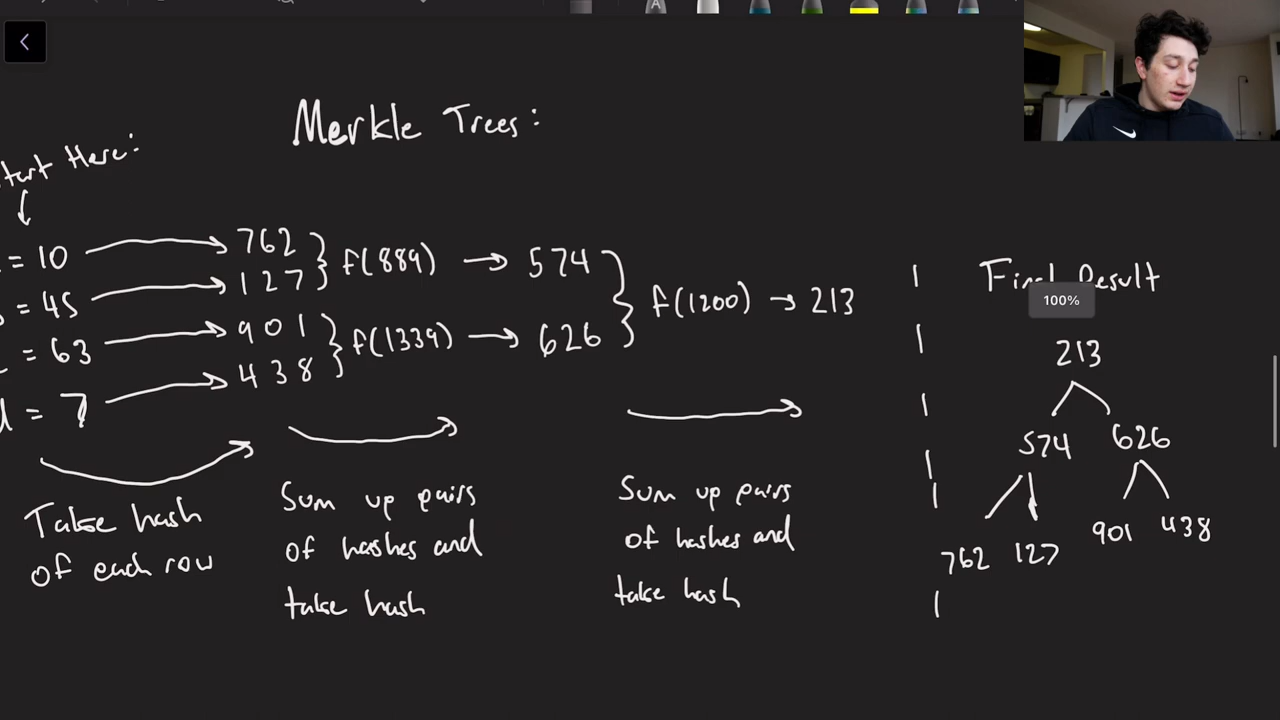 Merkle Trees:
Here:
= 10
= 45
= 63
= 7
762
127
901
438
f(889) → 574
f(1339) → 626
f(1200) → 213
Take hash
of each row
Sum up pairs
of hashes and
take hash
Sum up pairs
of hashes and
take hash
Final Result
100%
213
574 626
762 127 901 438